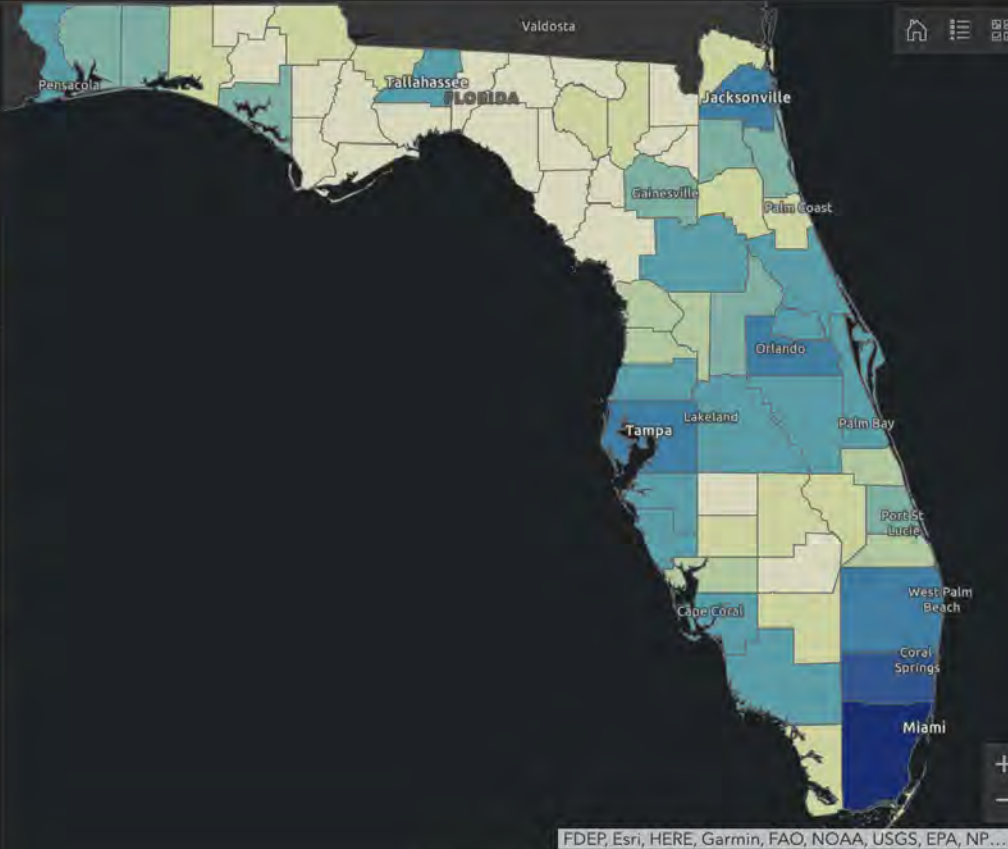 Valdosta
Pensacola
Tallahassee
FLORIDA
Jacksonville
Gainesville
Palm Coast
Orlando
Lakeland
Tampa
Palm Bay
Port St
Lucie
West Palm
Beach
Cape Coral
Coral
Springs
Miami
+
−
FDEP, Esri, HERE, Garmin, FAO, NOAA, USGS, EPA, NP...